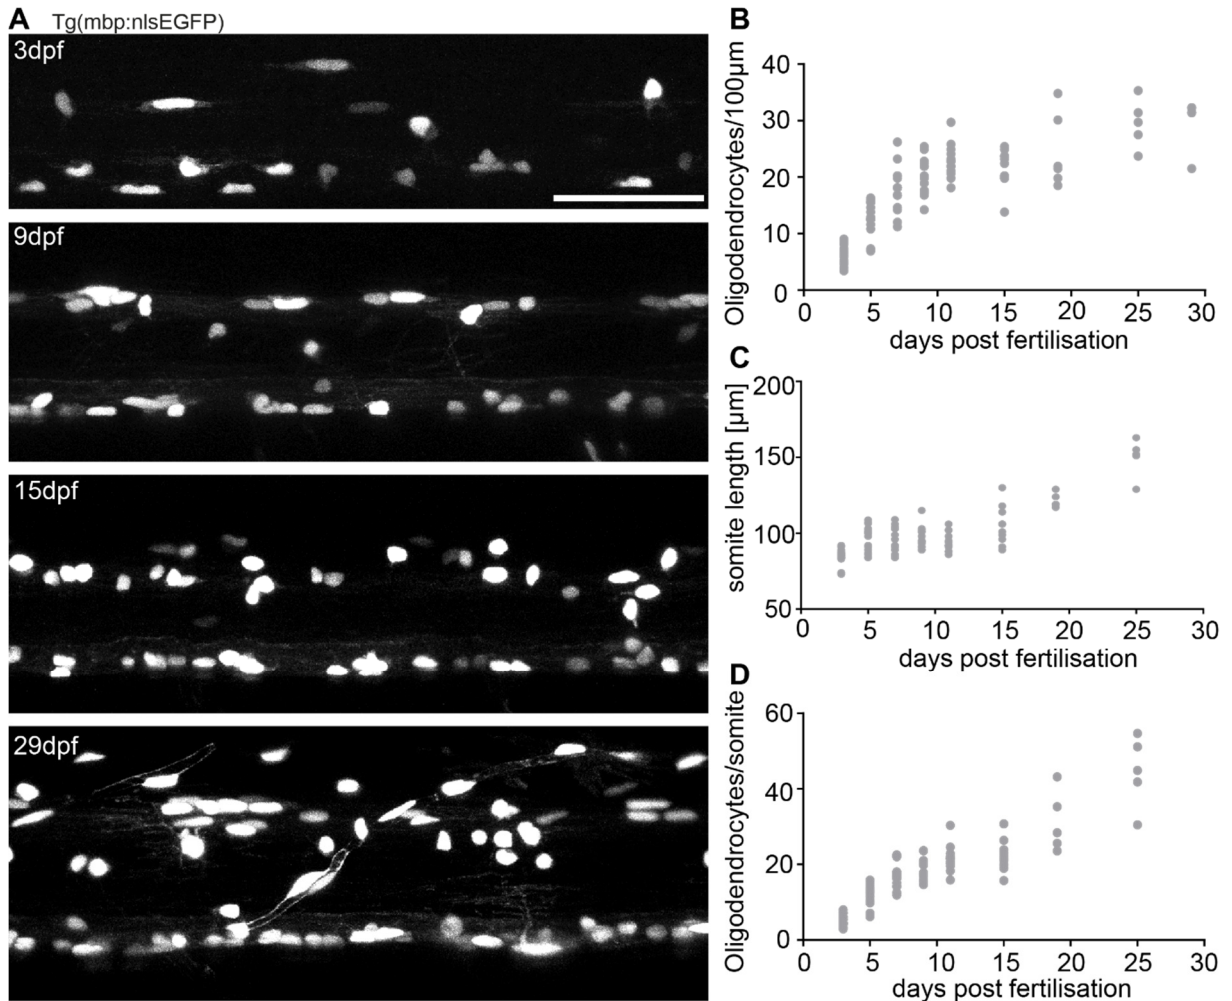 A Tg(mbp:nlsEGFP)
3dpf
9dpf
15dpf
29dpf
B
Oligodendrocytes/100µm
40
30
20
10
0
0 5 10 15 20 25 30
days post fertilisation
C
somite length [µm]
200
150
100
50
0 5 10 15 20 25 30
days post fertilisation
D
Oligodendrocytes/somite
60
40
20
0
0 5 10 15 20 25 30
days post fertilisation